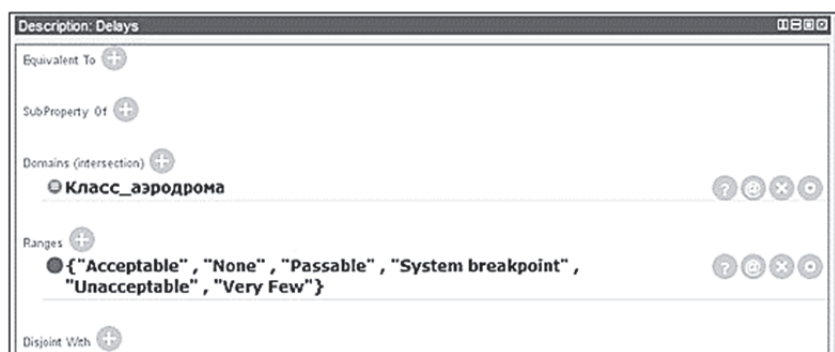 Description: Delays
Equivalent To
SubProperty Of
Domains (intersection)
Класс_аэродрома
Ranges
{"Acceptable" , "None" , "Passable" , "System breakpoint" ,
"Unacceptable" , "Very Few"}
Disjoint With